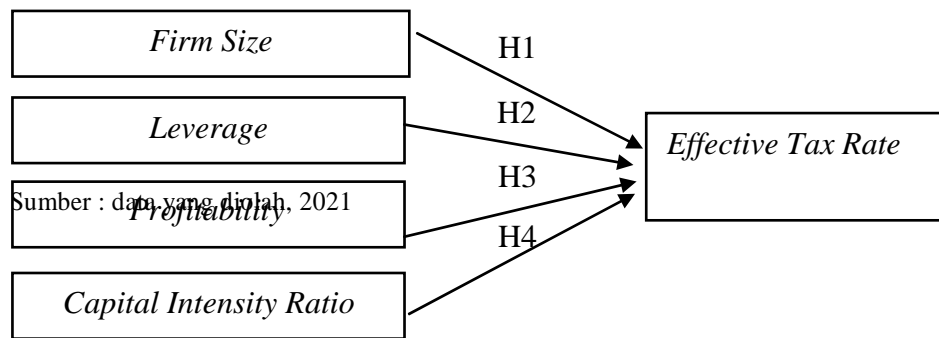 Firm Size
H1
H2
Leverage
Effective Tax Rate
H3
Sumber : data yang diolah, 2021
Profitability
H4
Capital Intensity Ratio